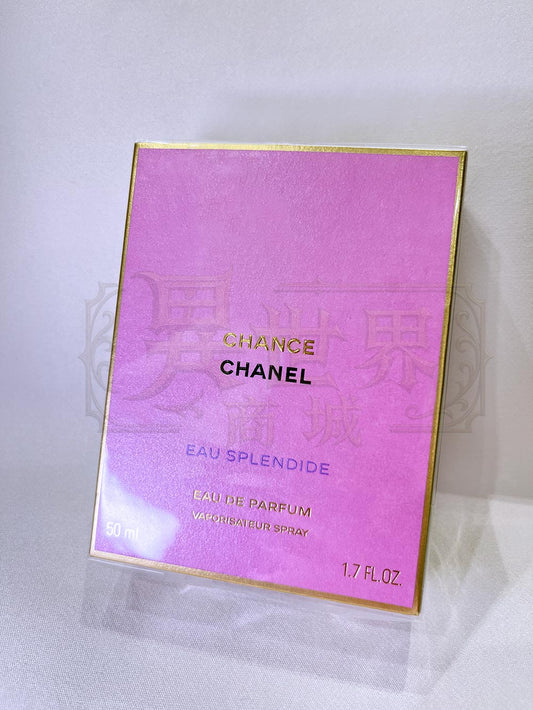 CHANCE
CHANEL
異世界
商城
EAU SPLENDIDE
EAU DE PARFUM
VAPORISATEUR SPRAY
50 ml
1.7 FL.OZ.